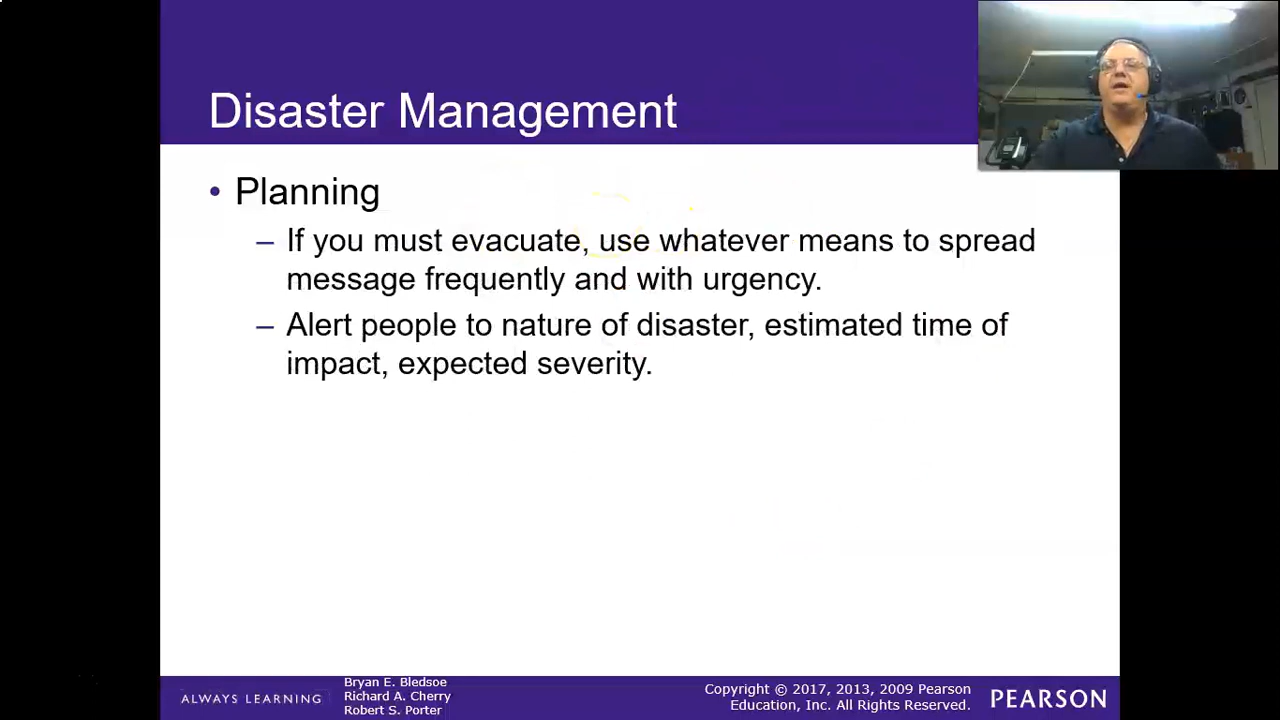 Disaster Management
• Planning
– If you must evacuate, use whatever means to spread
message frequently and with urgency.
– Alert people to nature of disaster, estimated time of
impact, expected severity.
ALWAYS LEARNING
Bryan E. Bledsoe
Richard A. Cherry
Robert S. Porter
Copyright © 2017, 2013, 2009 Pearson
Education, Inc. All Rights Reserved.
PEARSON